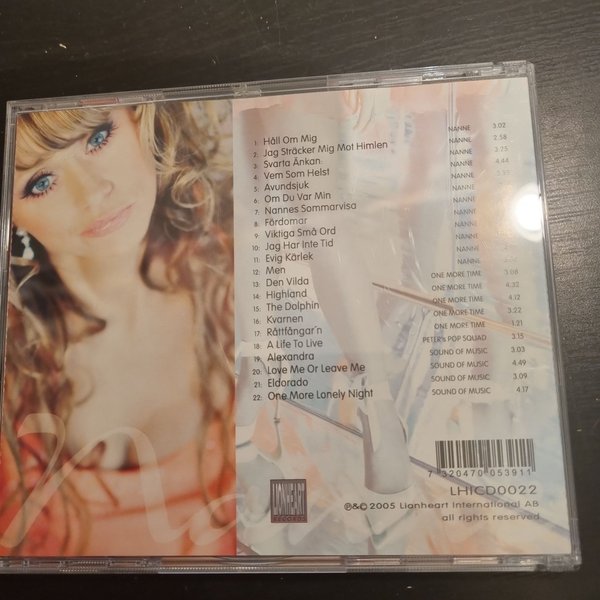 1: Håll Om Mig NANNE 3.02
2: Jag Sträcker Mig Mot Himlen NANNE 2.58
3: Svarta Änkan: NANNE
4: Vem Som Helst NANNE 4.44
5: Avundsjuk NANNE
6: Om Du Var Min NANNE
7: Nannes Sommarvisa NANNE
8: Fördomar NANNE
9: Viktiga Små Ord NANNE
10: Jag Har Inte Tid NANNE
11: Evig Kärlek NANNE
12: Men NANNE
13: Den Vilda ONE MORE TIME 3.08
14: Highland ONE MORE TIME 4.32
15: The Dolphin ONE MORE TIME 4.12
16: Kvarnen ONE MORE TIME 3.22
17: Råttfångar'n ONE MORE TIME 1.21
18: A Life To Live PETER's POP SQUAD 3.15
19: Alexandra SOUND OF MUSIC 3.03
20: Love Me Or Leave Me SOUND OF MUSIC 4.49
21: Eldorado SOUND OF MUSIC 3.09
22: One More Lonely Night SOUND OF MUSIC 4.17
7 320470 053911
LHICD0022
LIONHEART
RECORDS
℗&© 2005 Lionheart International AB
all rights reserved